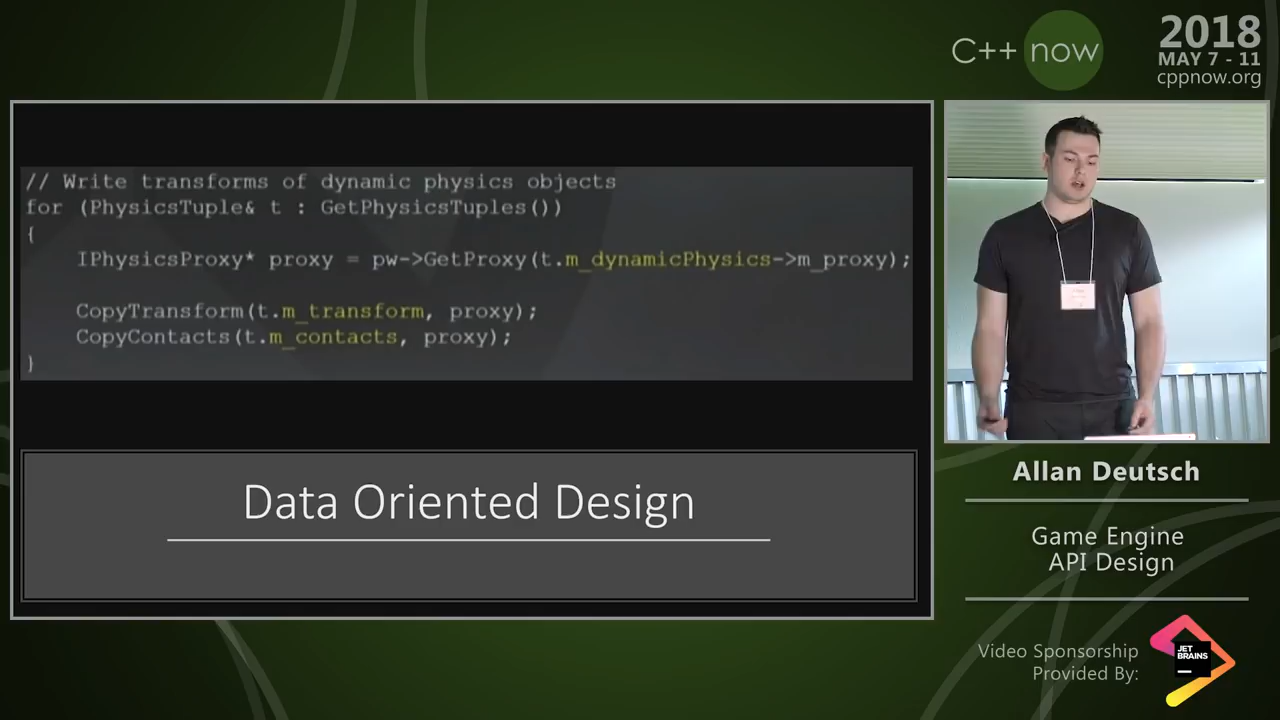 C++ now
2018
MAY 7 - 11
cppnow.org
// Write transforms of dynamic physics objects
for (PhysicsTuple& t : GetPhysicsTuples())
{
    IPhysicsProxy* proxy = pw->GetProxy(t.m_dynamicPhysics->m_proxy);
    CopyTransform(t.m_transform, proxy);
    CopyContacts(t.m_contacts, proxy);
}
Data Oriented Design
Allan Deutsch
Game Engine
API Design
Video Sponsorship
Provided By:
JET
BRAINS